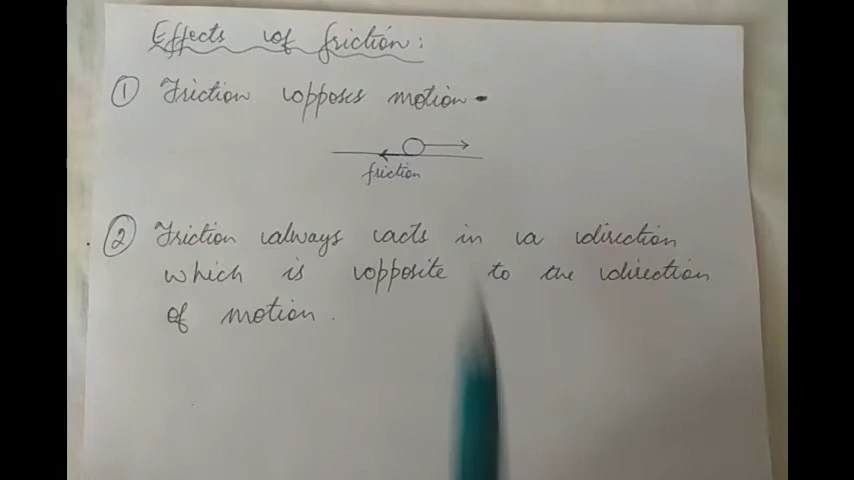 Effects of friction:
① Friction opposes motion-
friction
② Friction always acts in a direction
which is opposite to the direction
of motion.